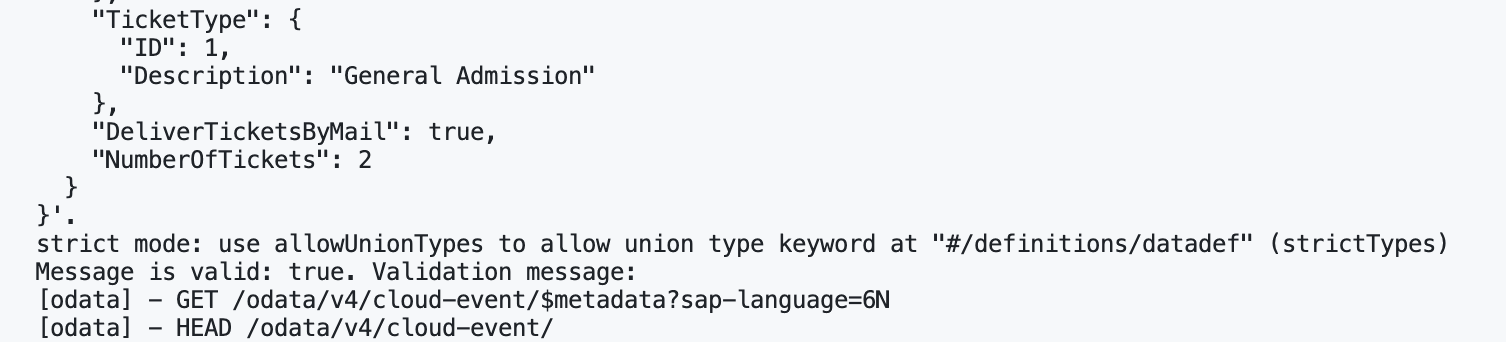 },
"TicketType": {
"ID": 1,
"Description": "General Admission"
},
"DeliverTicketsByMail": true,
"NumberOfTickets": 2
}
}'.
strict mode: use allowUnionTypes to allow union type keyword at "#/definitions/datadef" (strictTypes)
Message is valid: true. Validation message:
[odata] - GET /odata/v4/cloud-event/$metadata?sap-language=6N
[odata] - HEAD /odata/v4/cloud-event/